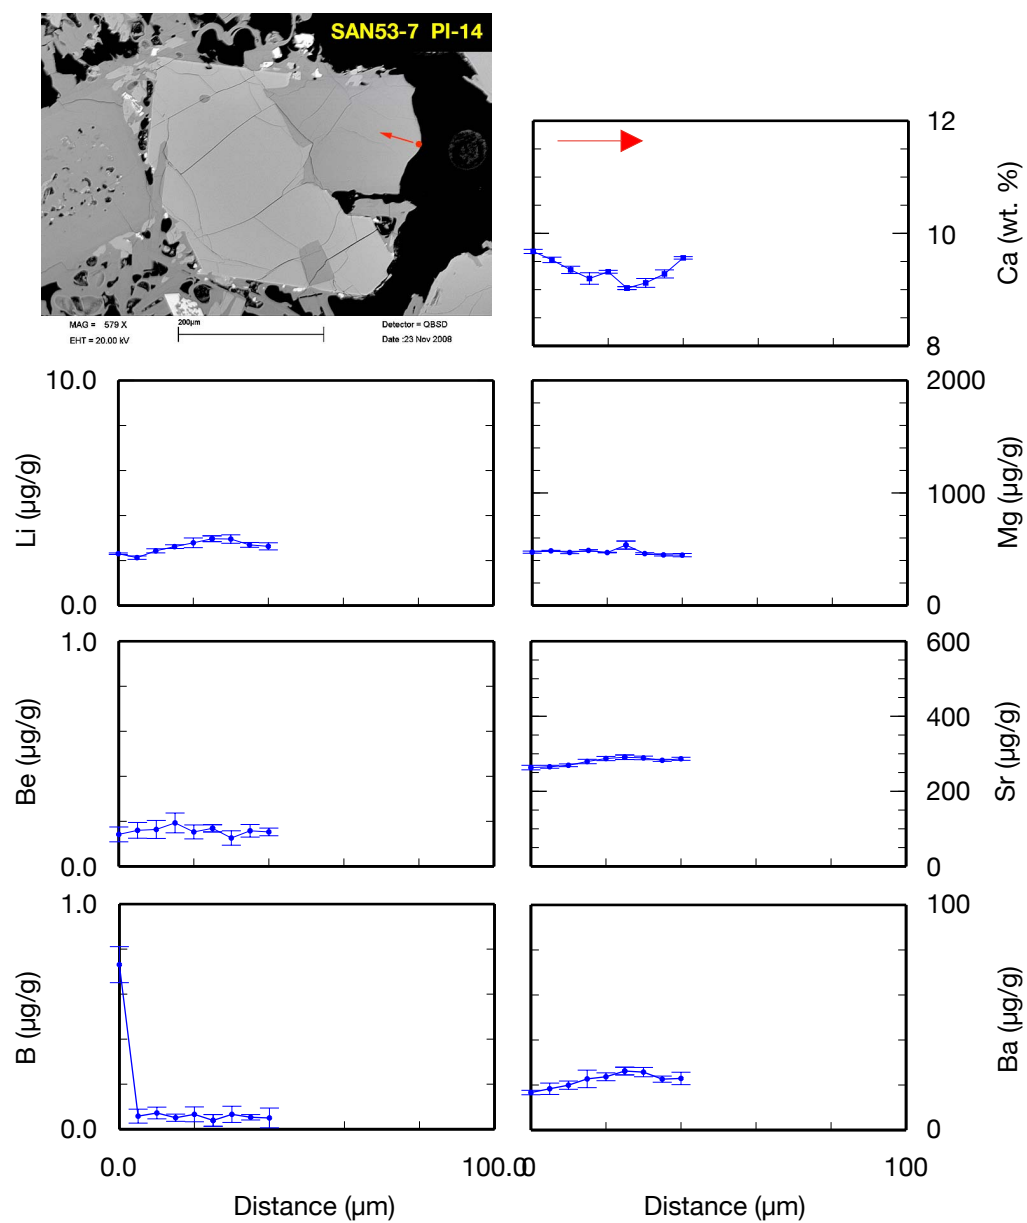 SAN53-7 PI-14
MAG = 579 X
200µm
Detector = QBSD
EHT = 20.00 kV
Date :23 Nov 2008
12
10
8
Ca (wt. %)
10.0
0.0
Li (µg/g)
2000
1000
0
Mg (µg/g)
1.0
0.0
Be (µg/g)
600
400
200
0
Sr (µg/g)
1.0
0.0
B (µg/g)
100
0
Ba (µg/g)
0.0
100.0
Distance (µm)
0
100
Distance (µm)